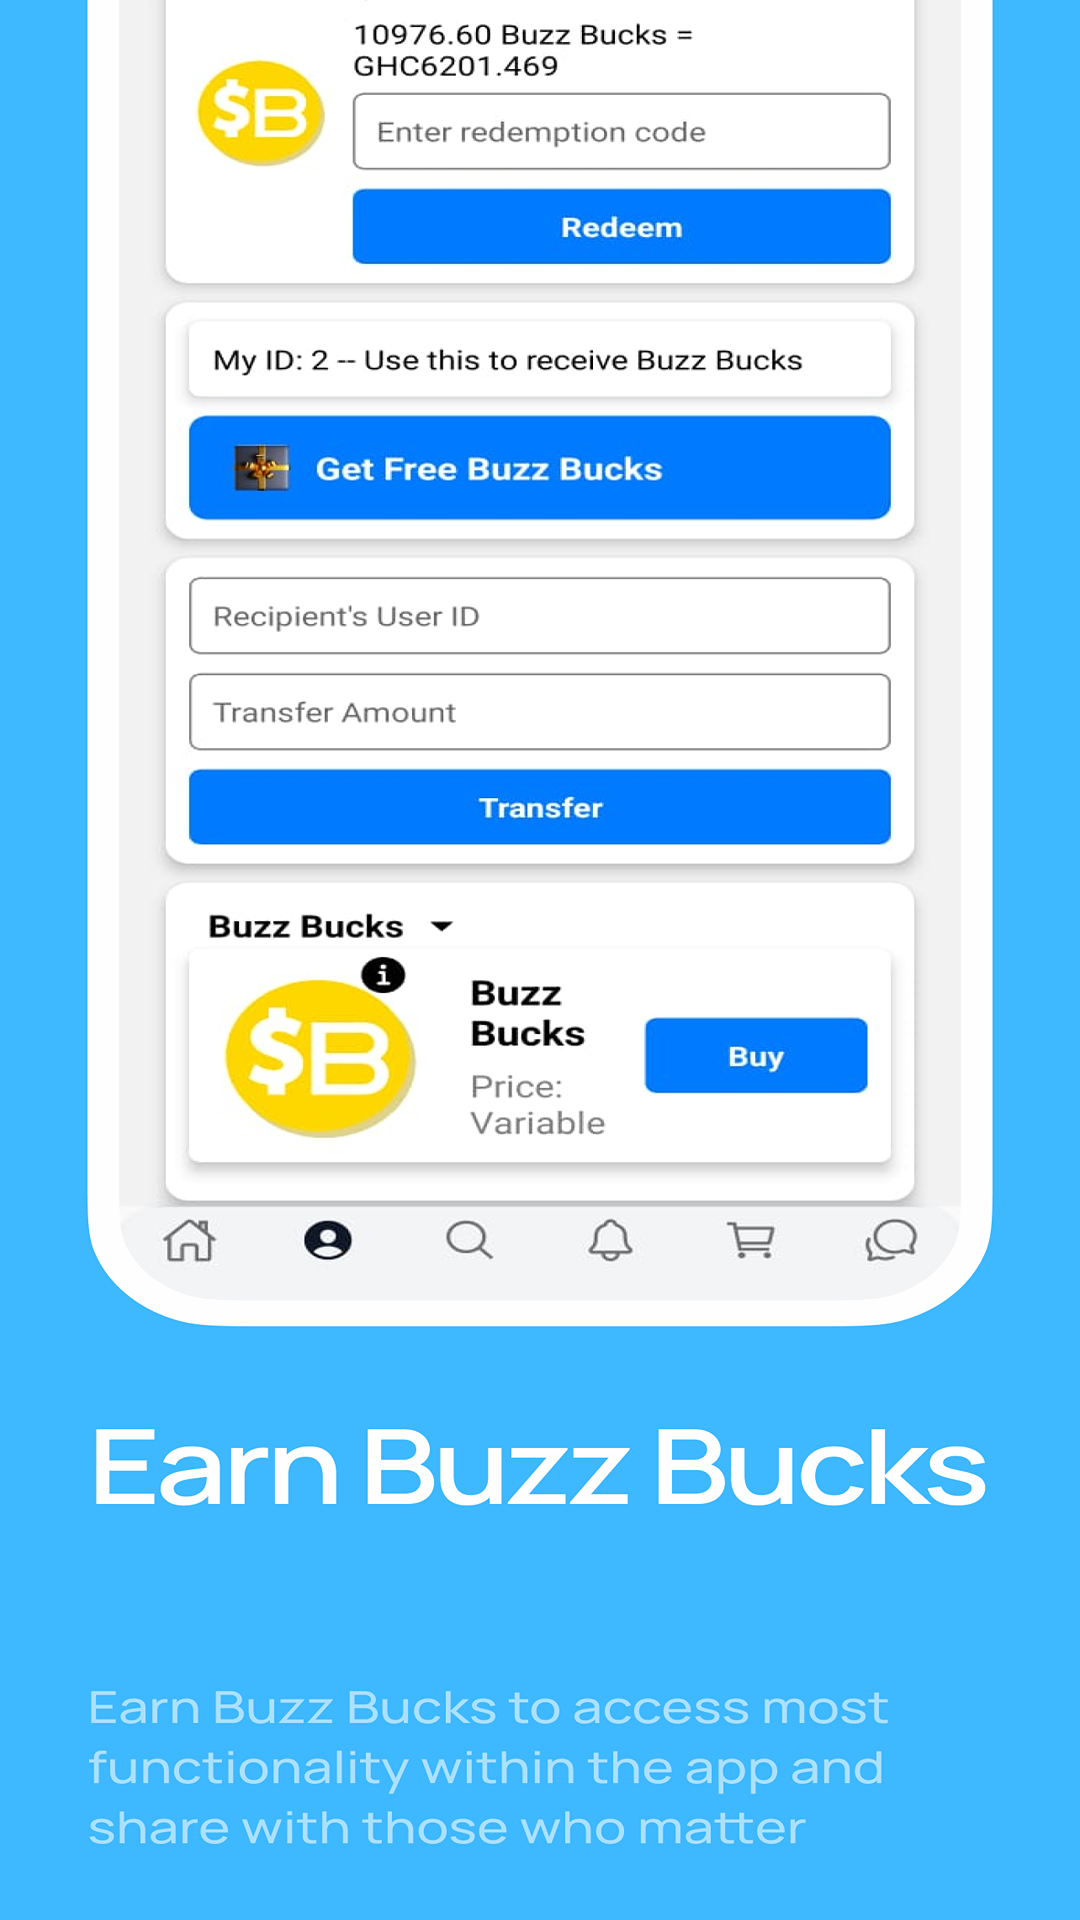 10976.60 Buzz Bucks =
GHC6201.469
$B
Enter redemption code
Redeem
My ID: 2 -- Use this to receive Buzz Bucks
Get Free Buzz Bucks
Recipient's User ID
Transfer Amount
Transfer
Buzz Bucks
i
$B
Buzz
Bucks
Price:
Variable
Buy
Earn Buzz Bucks
Earn Buzz Bucks to access most
functionality within the app and
share with those who matter